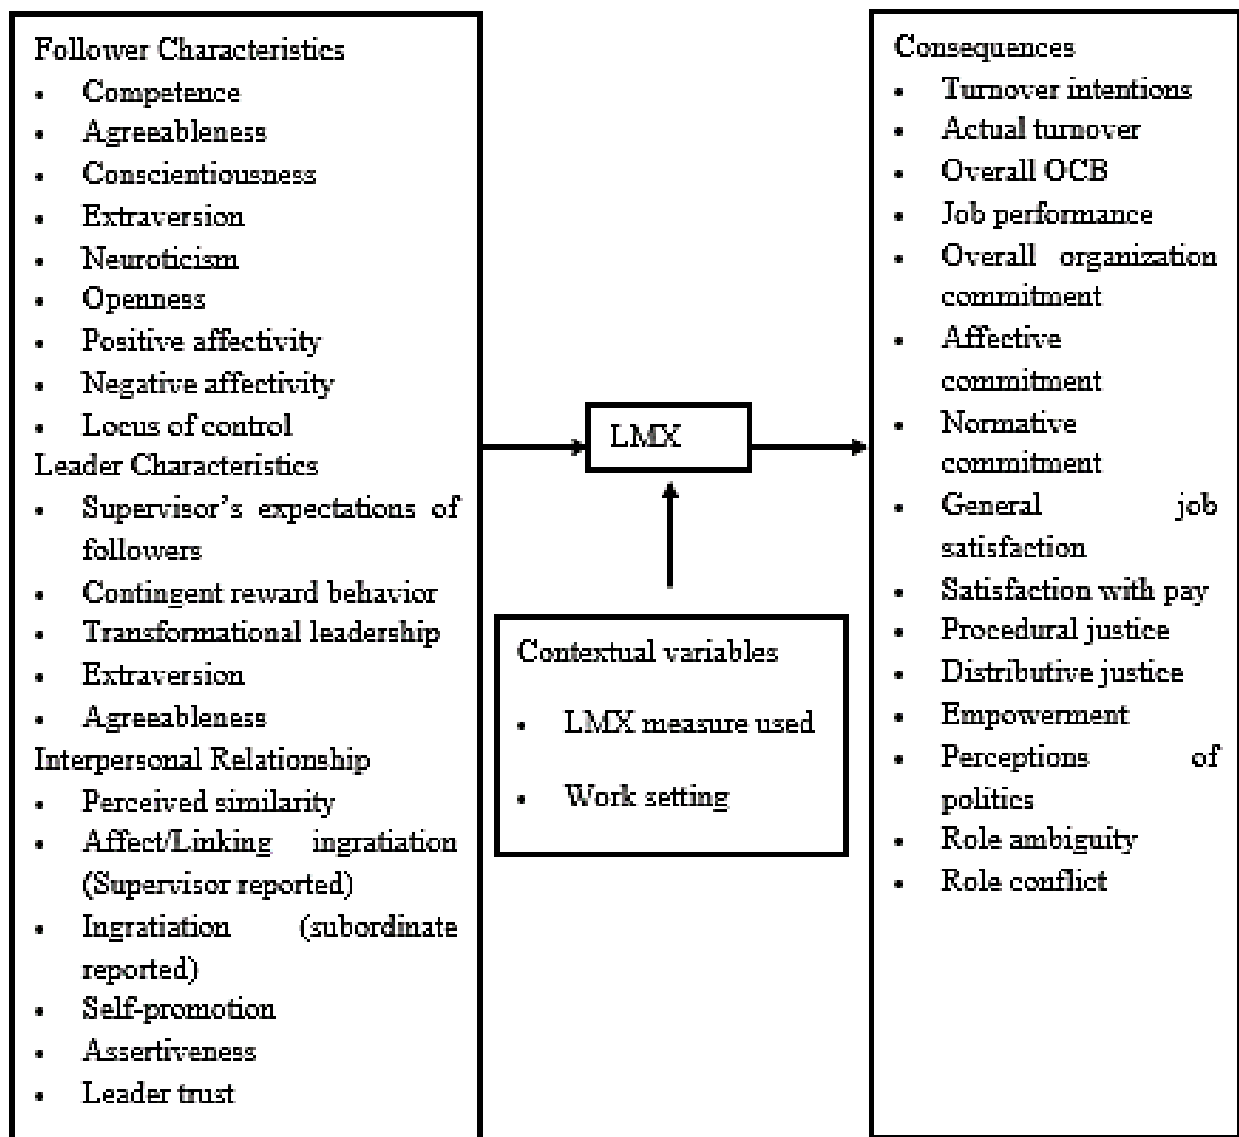 Follower Characteristics
• Competence
• Agreeableness
• Conscientiousness
• Extraversion
• Neuroticism
• Openness
• Positive affectivity
• Negative affectivity
• Locus of control
Leader Characteristics
• Supervisor's expectations of
followers
• Contingent reward behavior
• Transformational leadership
• Extraversion
• Agreeableness
Interpersonal Relationship
• Perceived similarity
• Affect/Linking ingratiation
(Supervisor reported)
• Ingratiation (subordinate
reported)
• Self-promotion
• Assertiveness
• Leader trust
LMX
Contextual variables
• LMX measure used
• Work setting
Consequences
• Turnover intentions
• Actual turnover
• Overall OCB
• Job performance
• Overall organization
commitment
• Affective
commitment
• Normative
commitment
• General job
satisfaction
• Satisfaction with pay
• Procedural justice
• Distributive justice
• Empowerment
• Perceptions of
politics
• Role ambiguity
• Role conflict